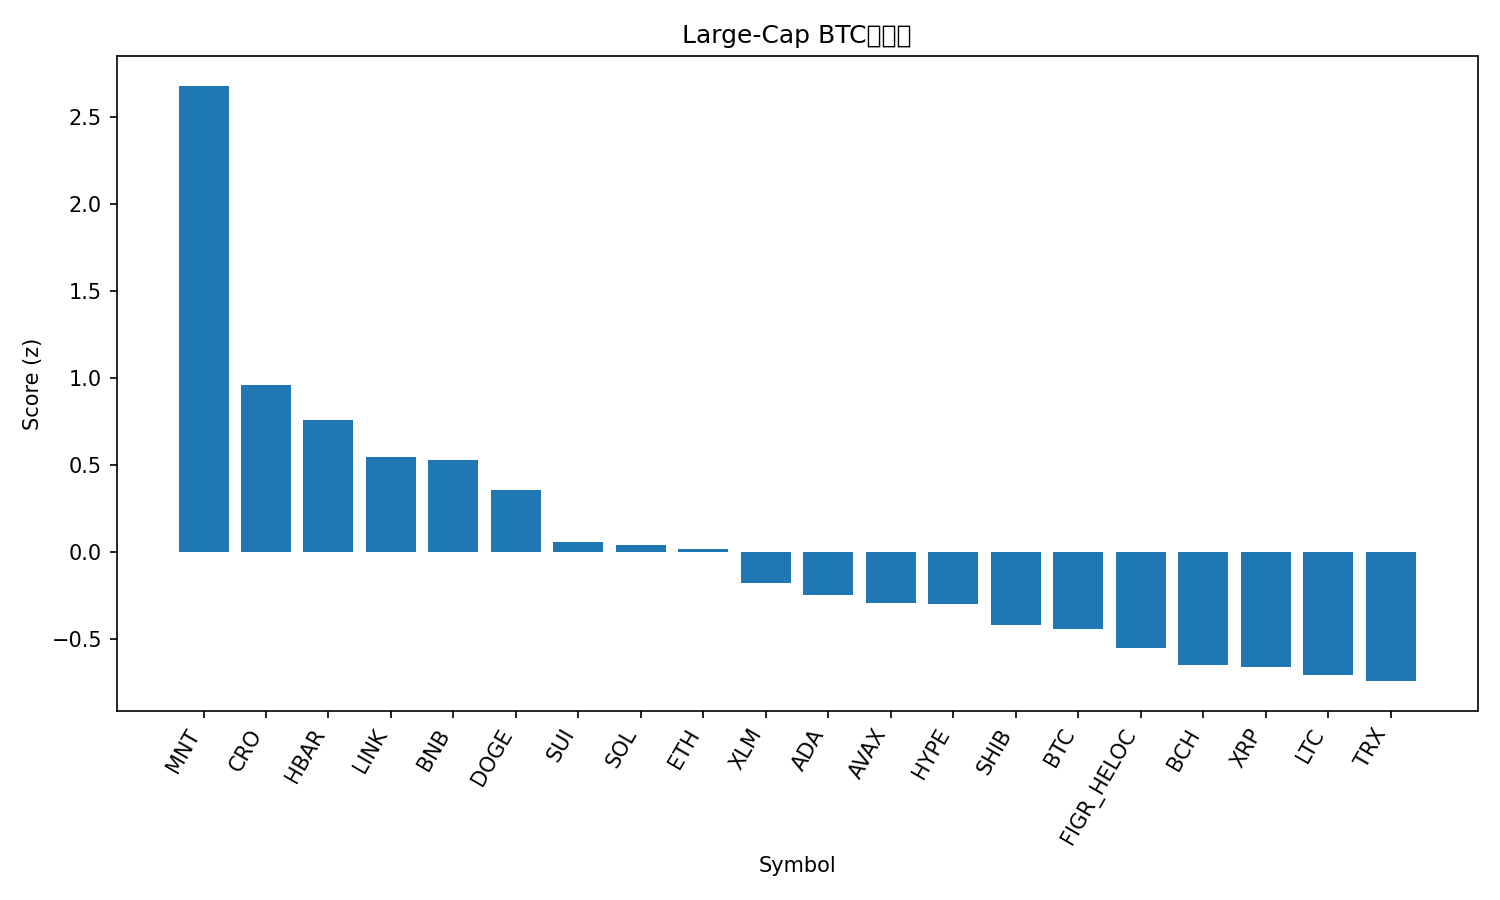 Large-Cap BTC
Score (z)
2.5
2.0
1.5
1.0
0.5
0.0
−0.5
MNT
CRO
HBAR
LINK
BNB
DOGE
SUI
SOL
ETH
XLM
ADA
AVAX
HYPE
SHIB
BTC
FIGR_HELOC
BCH
XRP
LTC
TRX
Symbol